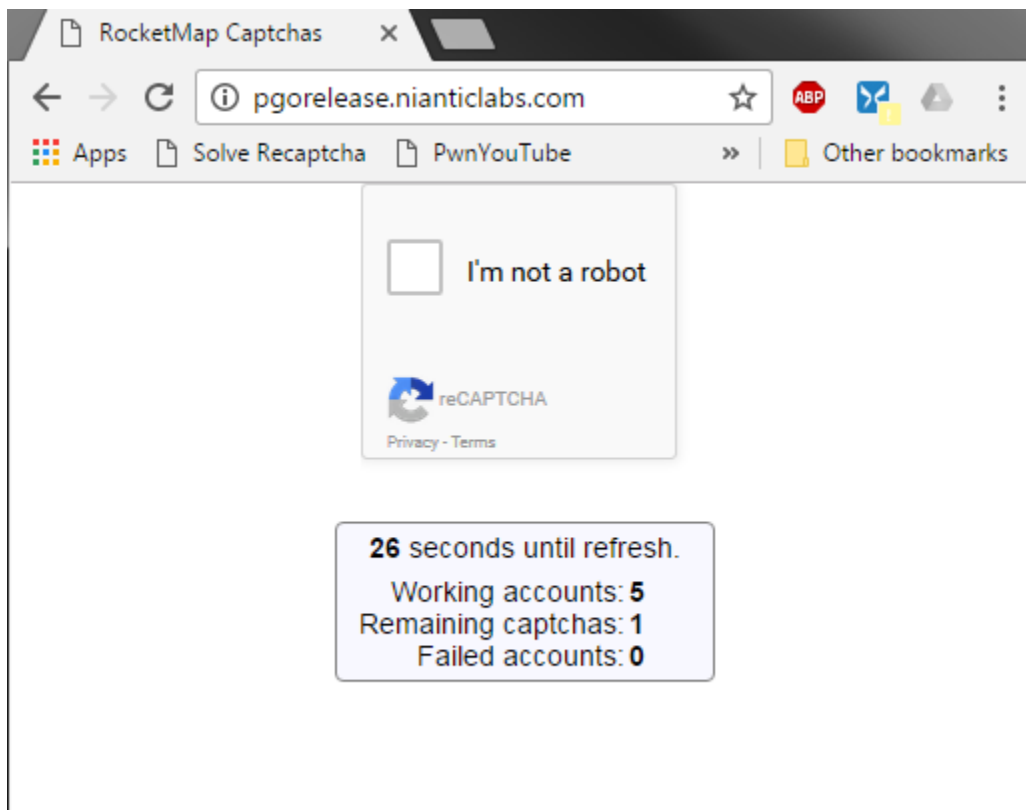 RocketMap Captchas
pgorelease.nianticlabs.com
ABP
Apps Solve Recaptcha PwnYouTube » Other bookmarks
I'm not a robot
reCAPTCHA
Privacy - Terms
26 seconds until refresh.
Working accounts: 5
Remaining captchas: 1
Failed accounts: 0